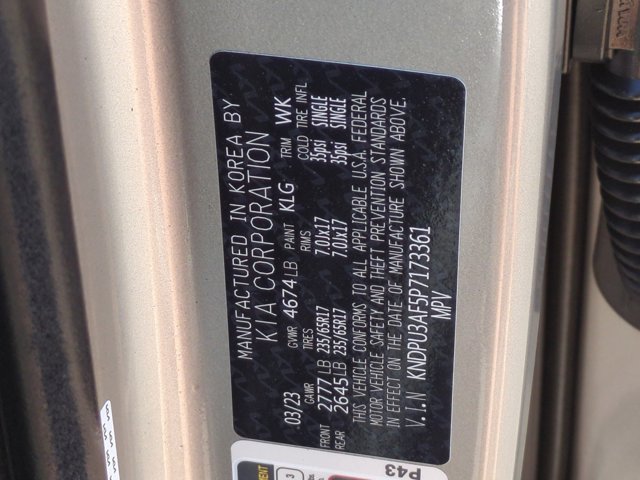 MANUFACTURED IN KOREA BY
KIA CORPORATION
03/23 GVWR 4674LB PAINT KLG TRIM WK
GAWR TIRES RIMS COLD TIRE INFL
FRONT 2777LB 235/65R17 7.0Jx17 35psi SINGLE
REAR 2645LB 235/65R17 7.0Jx17 35psi SINGLE
THIS VEHICLE CONFORMS TO ALL APPLICABLE U.S.A. FEDERAL
MOTOR VEHICLE SAFETY AND THEFT PREVENTION STANDARDS
IN EFFECT ON THE DATE OF MANUFACTURE SHOWN ABOVE.
V.I.N KNDPU3AF5P7173361
MPV
P43